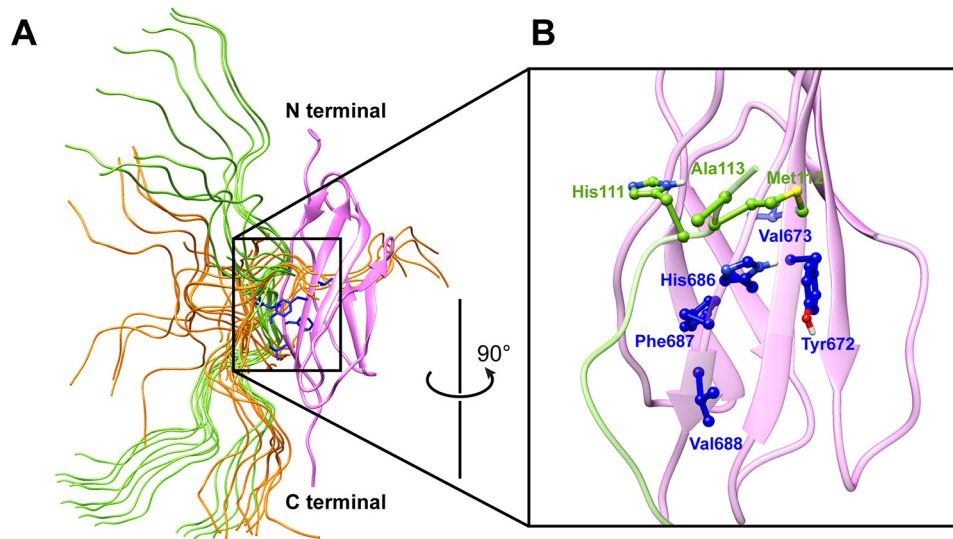 A
B
N terminal
90°
C terminal
Ala113
His111
Met112
Val673
His686
Phe687
Tyr672
Val688